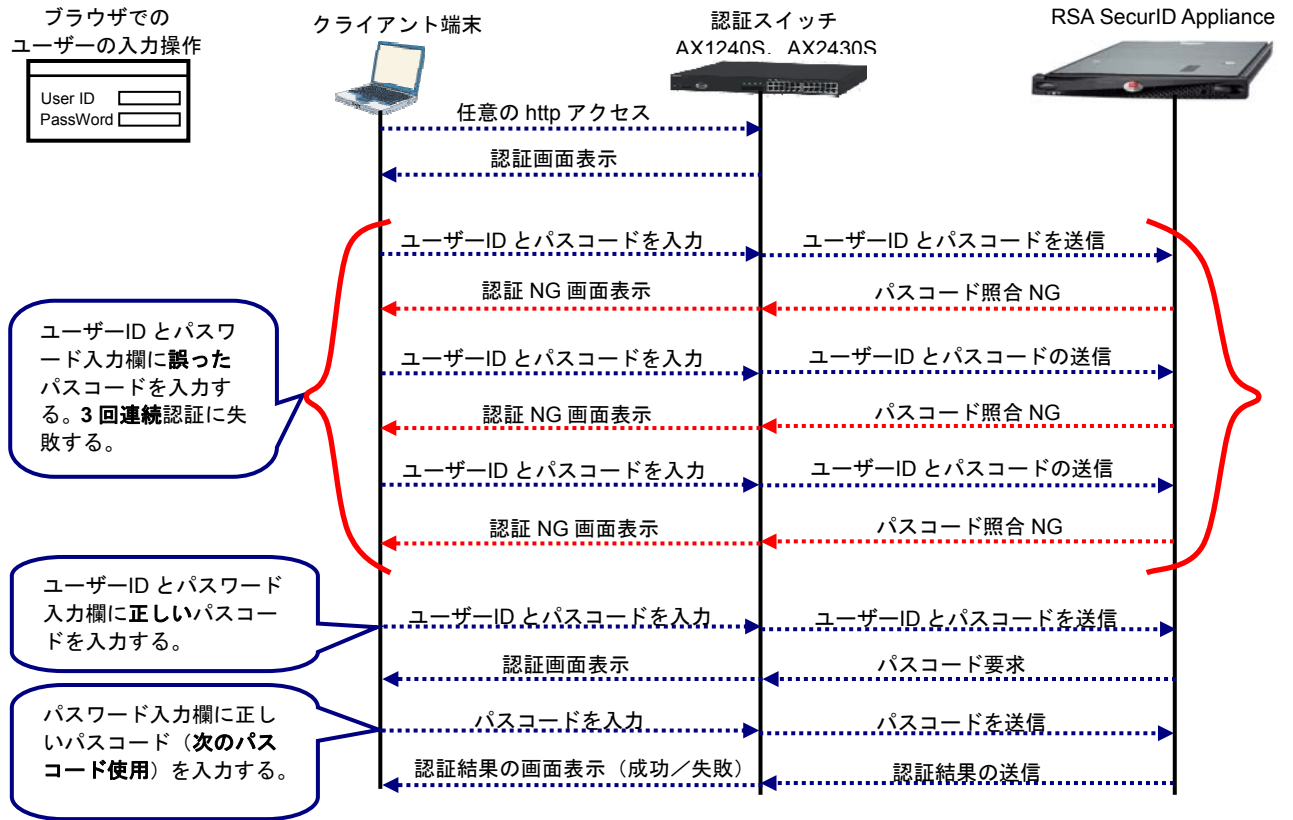 ブラウザでの
ユーザーの入力操作
User ID
PassWord
クライアント端末
認証スイッチ
AX1240S、AX2430S
RSA SecurID Appliance
任意の http アクセス
認証画面表示
ユーザーID とパスコードを入力
ユーザーID とパスコードを送信
認証 NG 画面表示
パスコード照合 NG
ユーザーID とパスワ
ード入力欄に誤った
パスコードを入力す
る。3 回連続認証に失
敗する。
ユーザーID とパスコードを入力
ユーザーID とパスコードの送信
認証 NG 画面表示
パスコード照合 NG
ユーザーID とパスコードを入力
ユーザーID とパスコードの送信
認証 NG 画面表示
パスコード照合 NG
ユーザーID とパスワード
入力欄に正しいパスコー
ドを入力する。
ユーザーID とパスコードを入力
ユーザーID とパスコードを送信
認証画面表示
パスコード要求
パスワード入力欄に正し
いパスコード（次のパス
コード使用）を入力する。
パスコードを入力
パスコードを送信
認証結果の画面表示（成功／失敗）
認証結果の送信